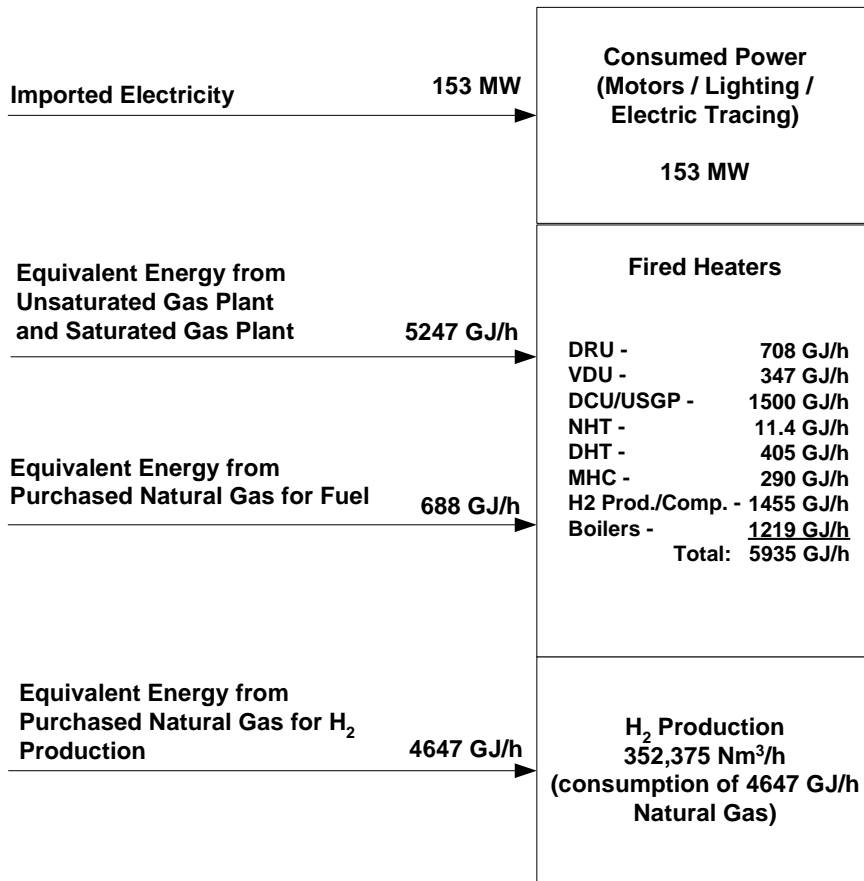 Imported Electricity
153 MW
Consumed Power
(Motors / Lighting /
Electric Tracing)
153 MW
Equivalent Energy from
Unsaturated Gas Plant
and Saturated Gas Plant
5247 GJ/h
Equivalent Energy from
Purchased Natural Gas for Fuel
688 GJ/h
Fired Heaters
DRU - 708 GJ/h
VDU - 347 GJ/h
DCU/USGP - 1500 GJ/h
NHT - 11.4 GJ/h
DHT - 405 GJ/h
MHC - 290 GJ/h
H2 Prod./Comp. - 1455 GJ/h
Boilers - 1219 GJ/h
Total: 5935 GJ/h
Equivalent Energy from
Purchased Natural Gas for H₂
Production
4647 GJ/h
H₂ Production
352,375 Nm³/h
(consumption of 4647 GJ/h
Natural Gas)